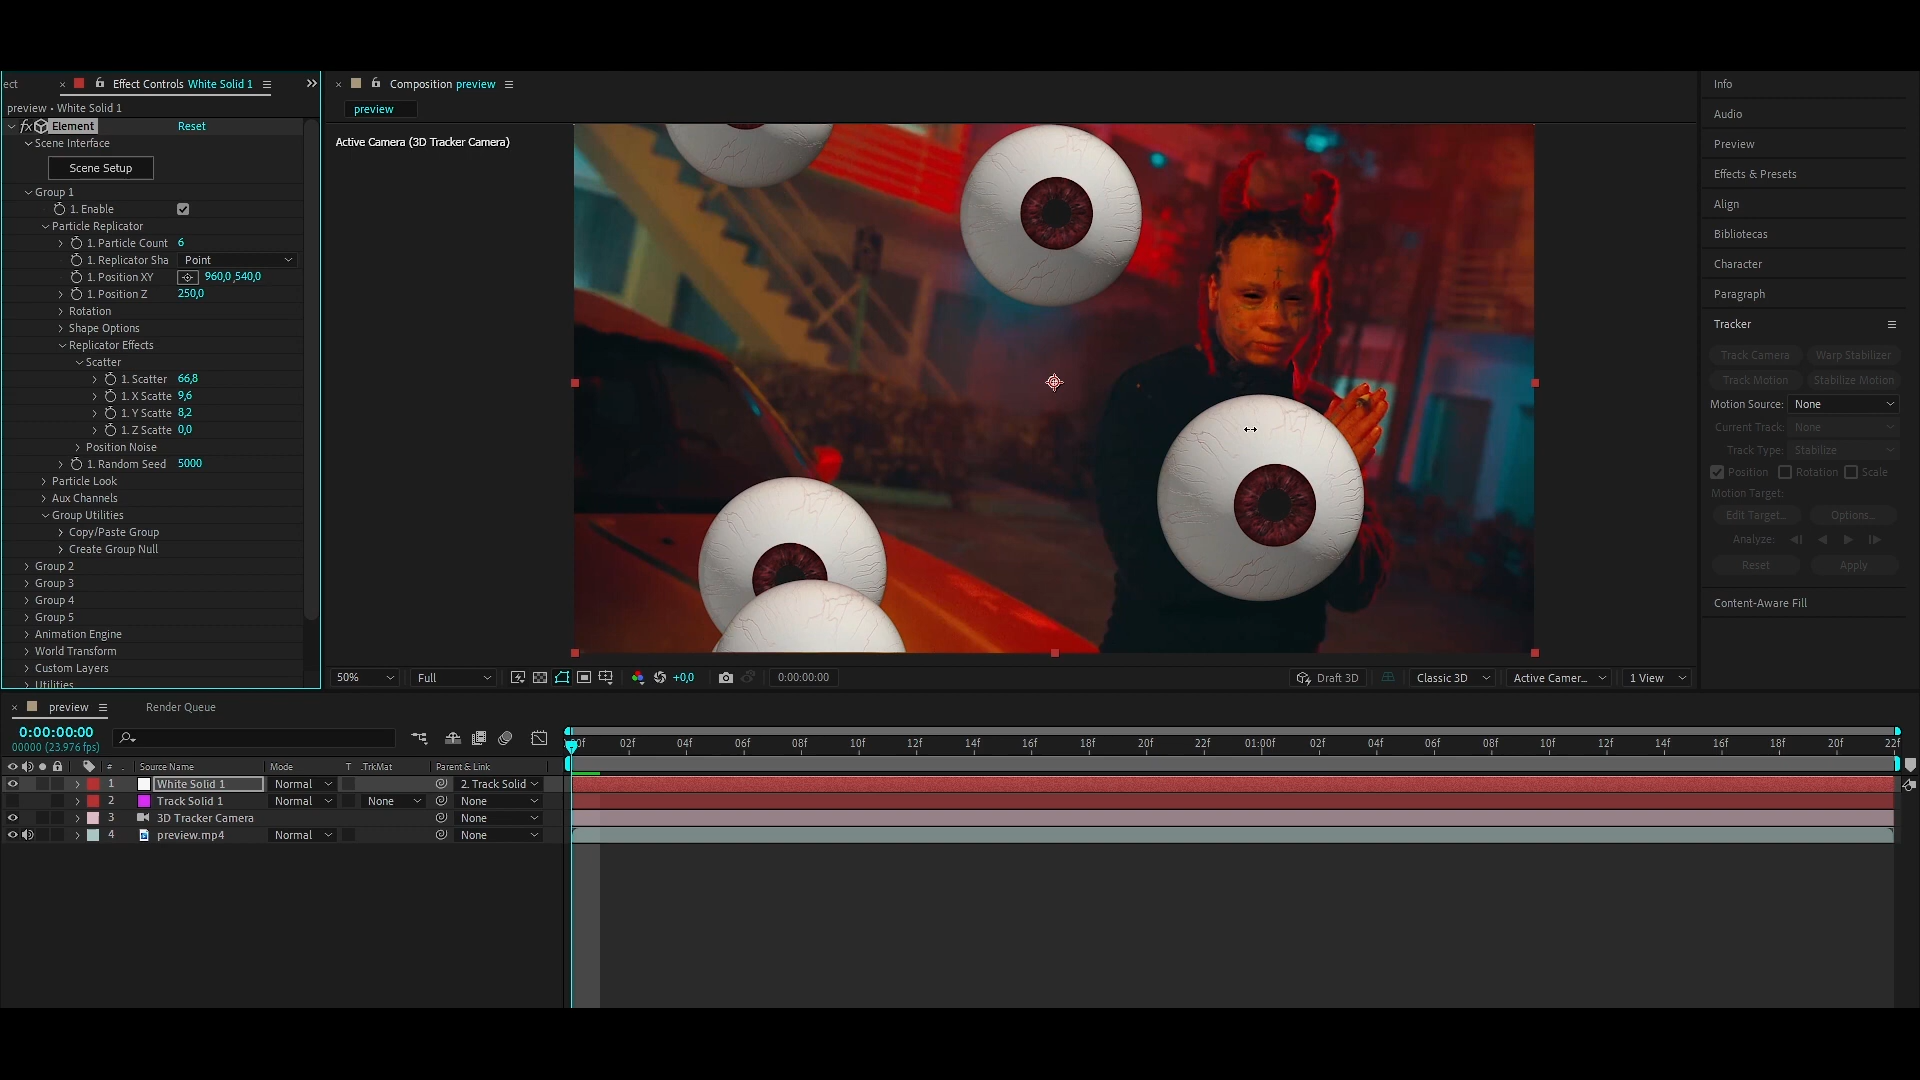 ect
Effect Controls White Solid 1
preview • White Solid 1
fx Element Reset
Scene Interface
Scene Setup
Group 1
1. Enable
Particle Replicator
1. Particle Count 6
1. Replicator Sha Point
1. Position XY 960,0 ,540,0
1. Position Z 250,0
Rotation
Shape Options
Replicator Effects
Scatter
1. Scatter 66,8
1. X Scatte 9,6
1. Y Scatte 8,2
1. Z Scatte 0,0
Position Noise
1. Random Seed 5000
Particle Look
Aux Channels
Group Utilities
Copy/Paste Group
Create Group Null
Group 2
Group 3
Group 4
Group 5
Animation Engine
World Transform
Custom Layers
Utilities
Composition preview
preview
Active Camera (3D Tracker Camera)
50% Full +0,0 0:00:00:00 Draft 3D Classic 3D Active Camer... 1 View
Info
Audio
Preview
Effects & Presets
Align
Bibliotecas
Character
Paragraph
Tracker
Track Camera Warp Stabilizer
Track Motion Stabilize Motion
Motion Source: None
Current Track: None
Track Type: Stabilize
Position Rotation Scale
Motion Target:
Edit Target... Options...
Analyze:
Reset Apply
Content-Aware Fill
preview Render Queue
0:00:00:00
00000 (23.976 fps)
:00f 02f 04f 06f 08f 10f 12f 14f 16f 18f 20f 22f 01:00f 02f 04f 06f 08f 10f 12f 14f 16f 18f 20f 22f
# Source Name Mode T .TrkMat Parent & Link
1 White Solid 1 Normal 2. Track Solid
2 Track Solid 1 Normal None None
3 3D Tracker Camera None
4 preview.mp4 Normal None